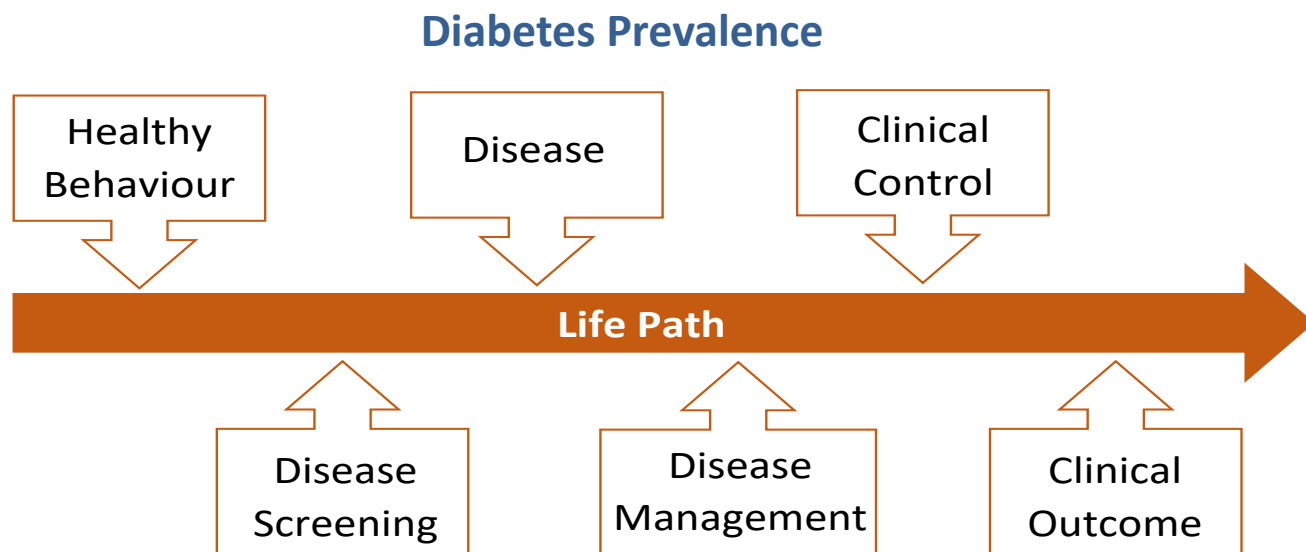 Diabetes Prevalence
Healthy
Behaviour
Disease
Clinical
Control
Life Path
Disease
Screening
Disease
Management
Clinical
Outcome